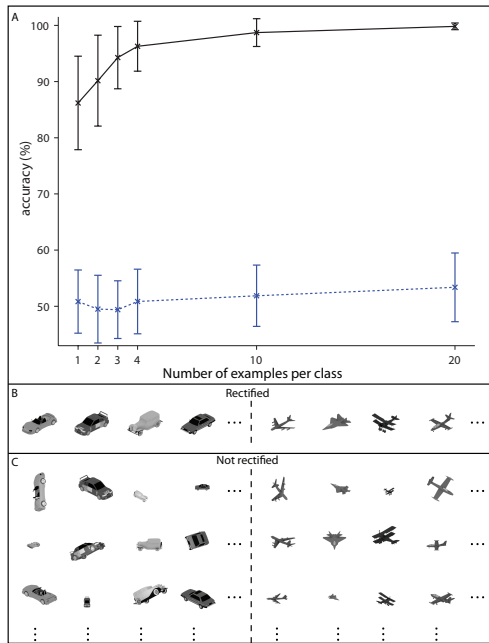 A
100
90
80
70
60
50
accuracy (%)
1 2 3 4 10 20
Number of examples per class
B
Rectified
C
Not rectified